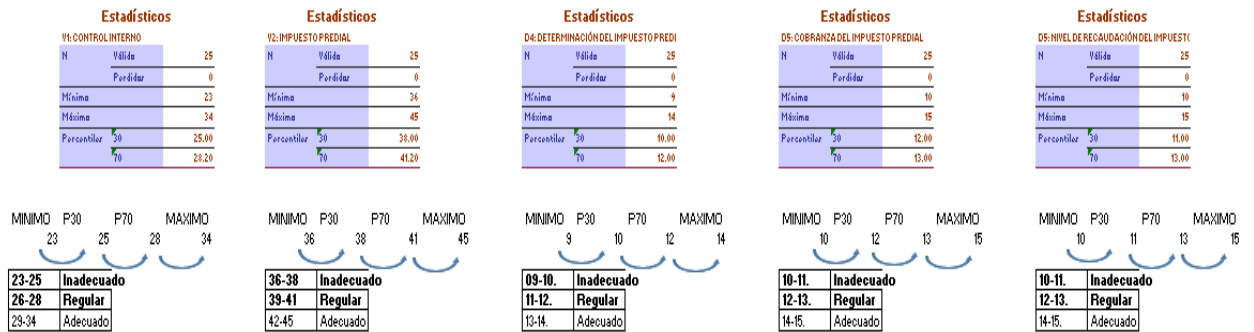 Estadísticos
V1: CONTROL INTERNO
N Válido 25
Perdidos 0
Mínimo 23
Máximo 34
Percentiles 30 25.00
70 28.20
MINIMO P30 P70 MAXIMO
23 25 28 34
23-25 Inadecuado
26-28 Regular
29-34 Adecuado
Estadísticos
V2: IMPUESTO PREDIAL
N Válido 25
Perdidos 0
Mínimo 36
Máximo 45
Percentiles 30 38.00
70 41.20
MINIMO P30 P70 MAXIMO
36 38 41 45
36-38 Inadecuado
39-41 Regular
42-45 Adecuado
Estadísticos
D4: DETERMINACIÓN DEL IMPUESTO PREDI
N Válido 25
Perdidos 0
Mínimo 9
Máximo 14
Percentiles 30 10.00
70 12.00
MINIMO P30 P70 MAXIMO
9 10 12 14
09-10. Inadecuado
11-12. Regular
13-14. Adecuado
Estadísticos
D5: COBRANZA DEL IMPUESTO PREDIAL
N Válido 25
Perdidos 0
Mínimo 10
Máximo 15
Percentiles 30 12.00
70 13.00
MINIMO P30 P70 MAXIMO
10 12 13 15
10-11. Inadecuado
12-13. Regular
14-15. Adecuado
Estadísticos
D5: NIVEL DE RECAUDACIÓN DEL IMPUESTO
N Válido 25
Perdidos 0
Mínimo 10
Máximo 15
Percentiles 30 11.00
70 13.00
MINIMO P30 P70 MAXIMO
10 11 13 15
10-11. Inadecuado
12-13. Regular
14-15. Adecuado